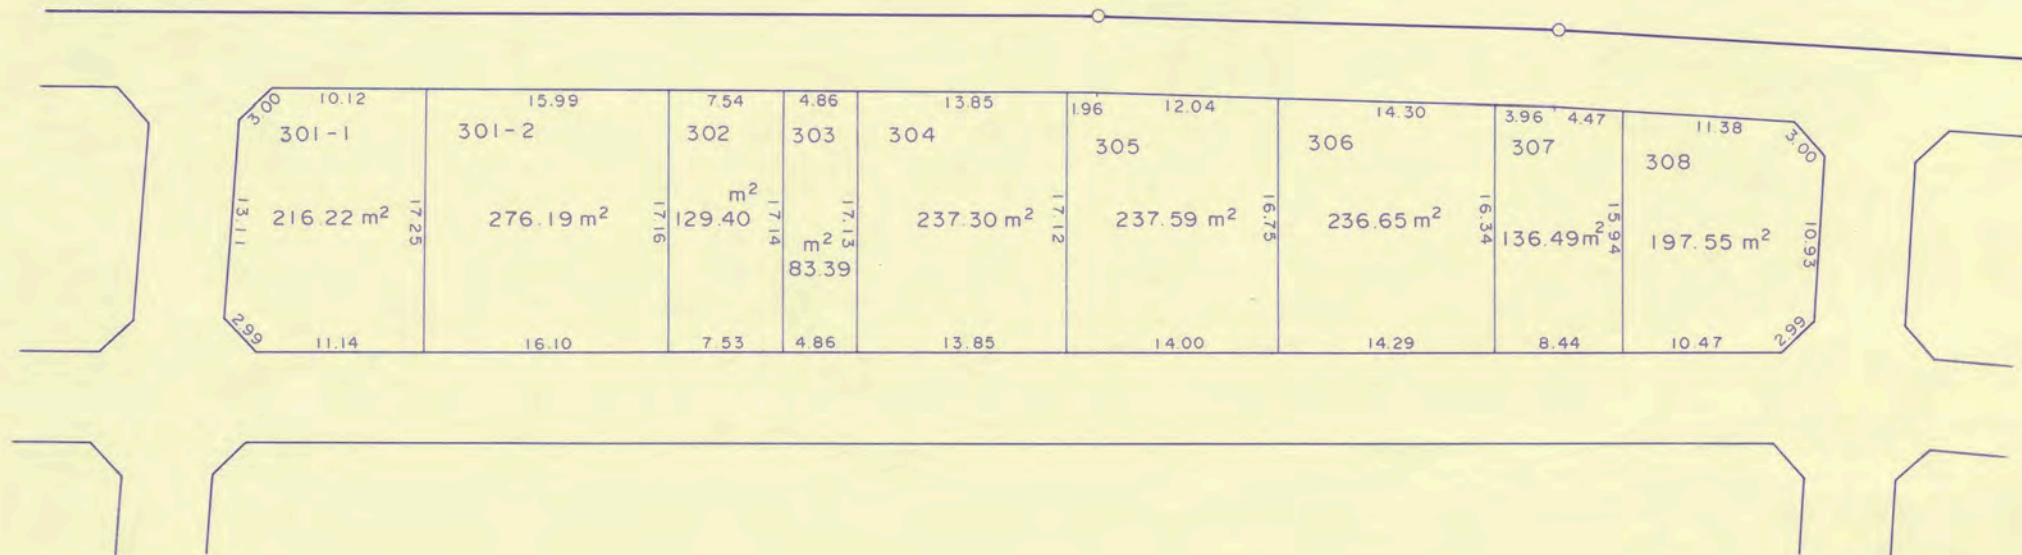 3.00 10.12 15.99 7.54 4.86 13.85 1.96 12.04 14.30 3.96 4.47 11.38 3.00
301-1 301-2 302 303 304 305 306 307 308
13.11 216.22 m² 17.25 276.19 m² 17.16 129.40 m² 17.14 83.39 m² 17.13 237.30 m² 17.12 237.59 m² 16.75 236.65 m² 16.34 136.49 m² 15.94 197.55 m² 10.93
2.99 11.14 16.10 7.53 4.86 13.85 14.00 14.29 8.44 10.47 2.99